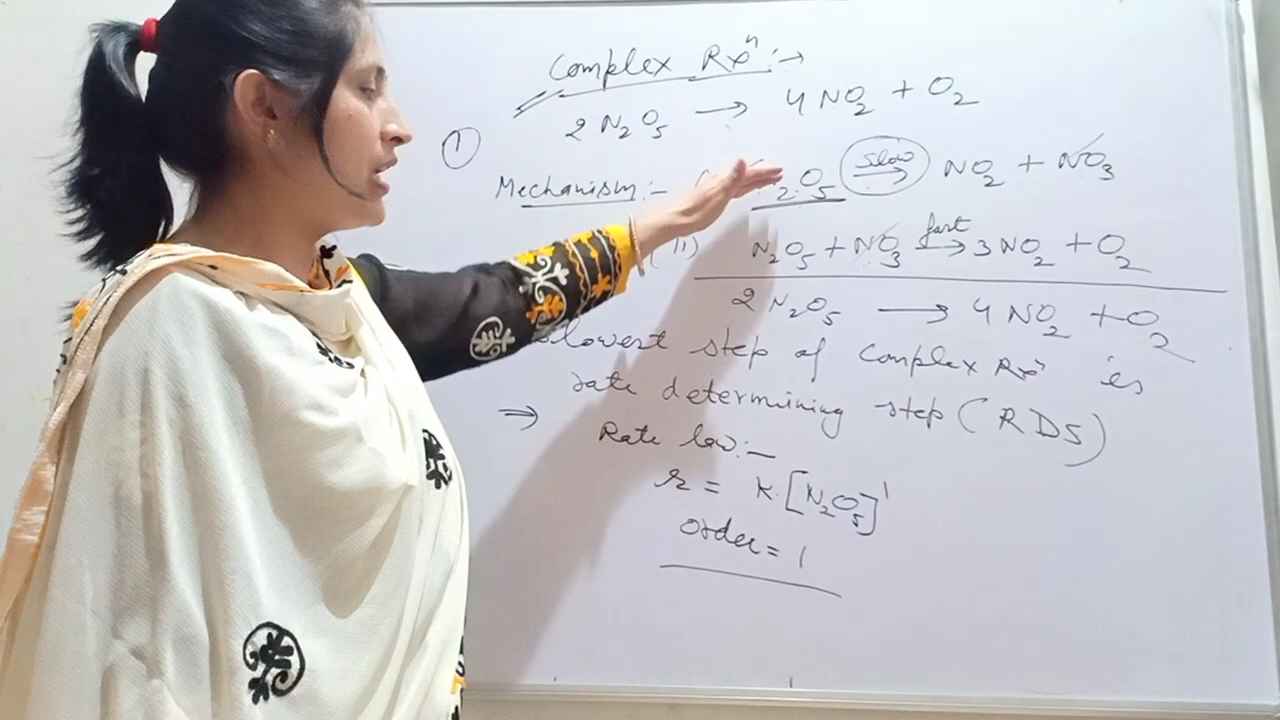 Complex Rxⁿ :→
① 2 N₂O₅ → 4 NO₂ + O₂
Mechanism:- ₂O₅ slow→ NO₂ + NO₃
(ii) N₂O₅ + NO₃ fast→ 3 NO₂ + O₂
2 N₂O₅ → 4 NO₂ + O₂
slowest step of Complex Rxⁿ is
⇒ rate determining step (RDS)
Rate law:-
r = K.[N₂O₅]¹
order = 1